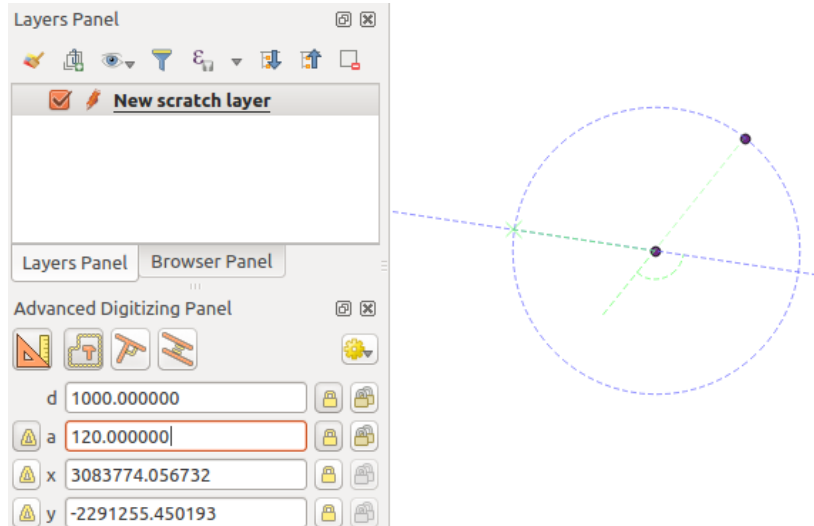 Layers Panel
New scratch layer
Layers Panel Browser Panel
Advanced Digitizing Panel
d 1000.000000
a 120.000000
x 3083774.056732
y -2291255.450193